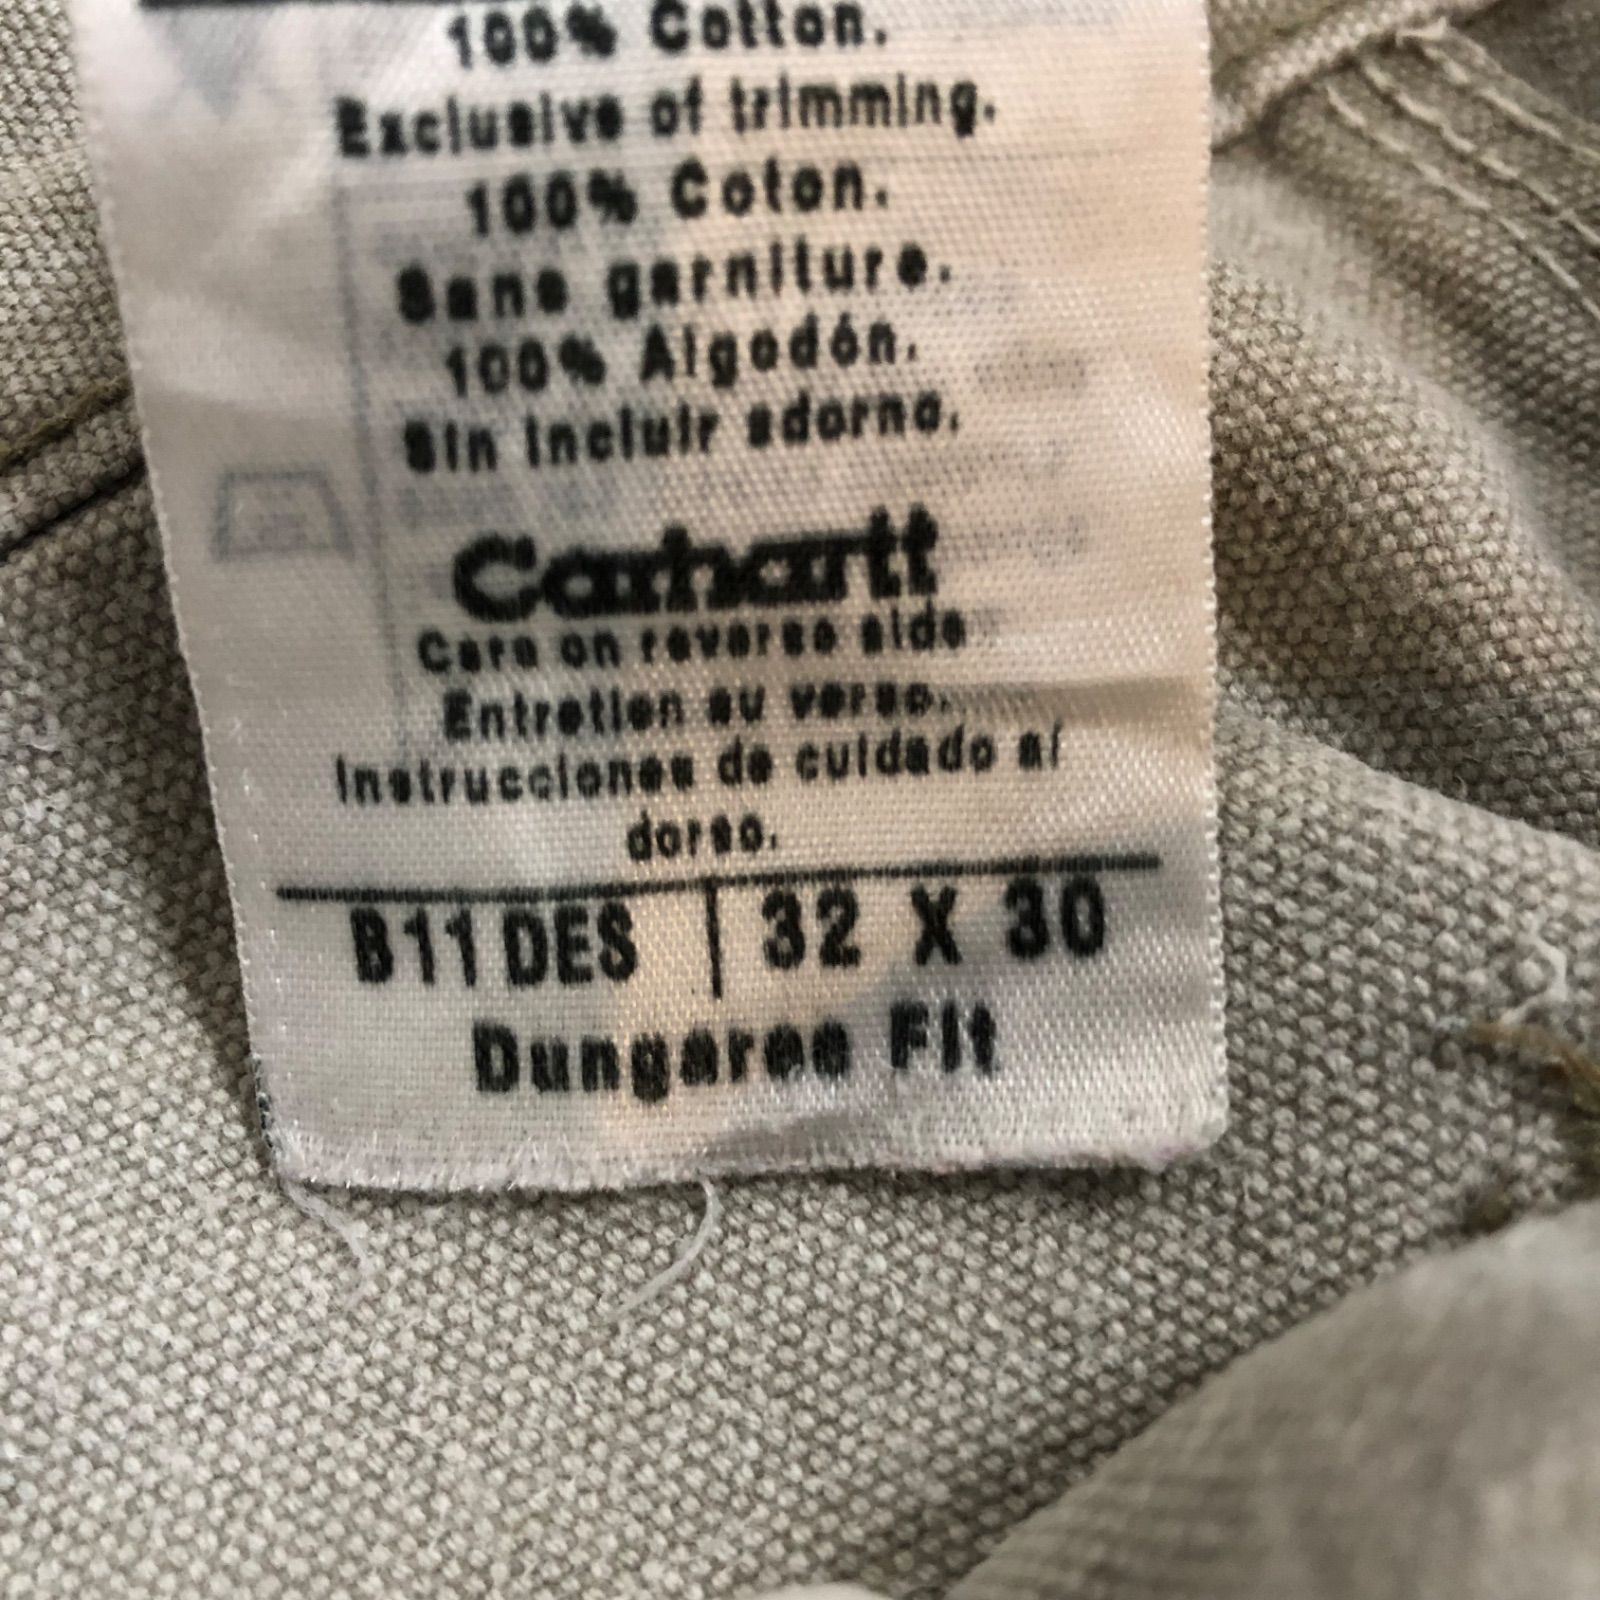 100% Cotton.
Exclusive of trimming.
100% Coton.
Sans garniture.
100% Algodón.
Sin incluir adorno.
Carhartt
Care on reverse side
Entretien au verso.
Instrucciones de cuidado al
dorso.
B11DES | 32 X 30
Dungaree Fit